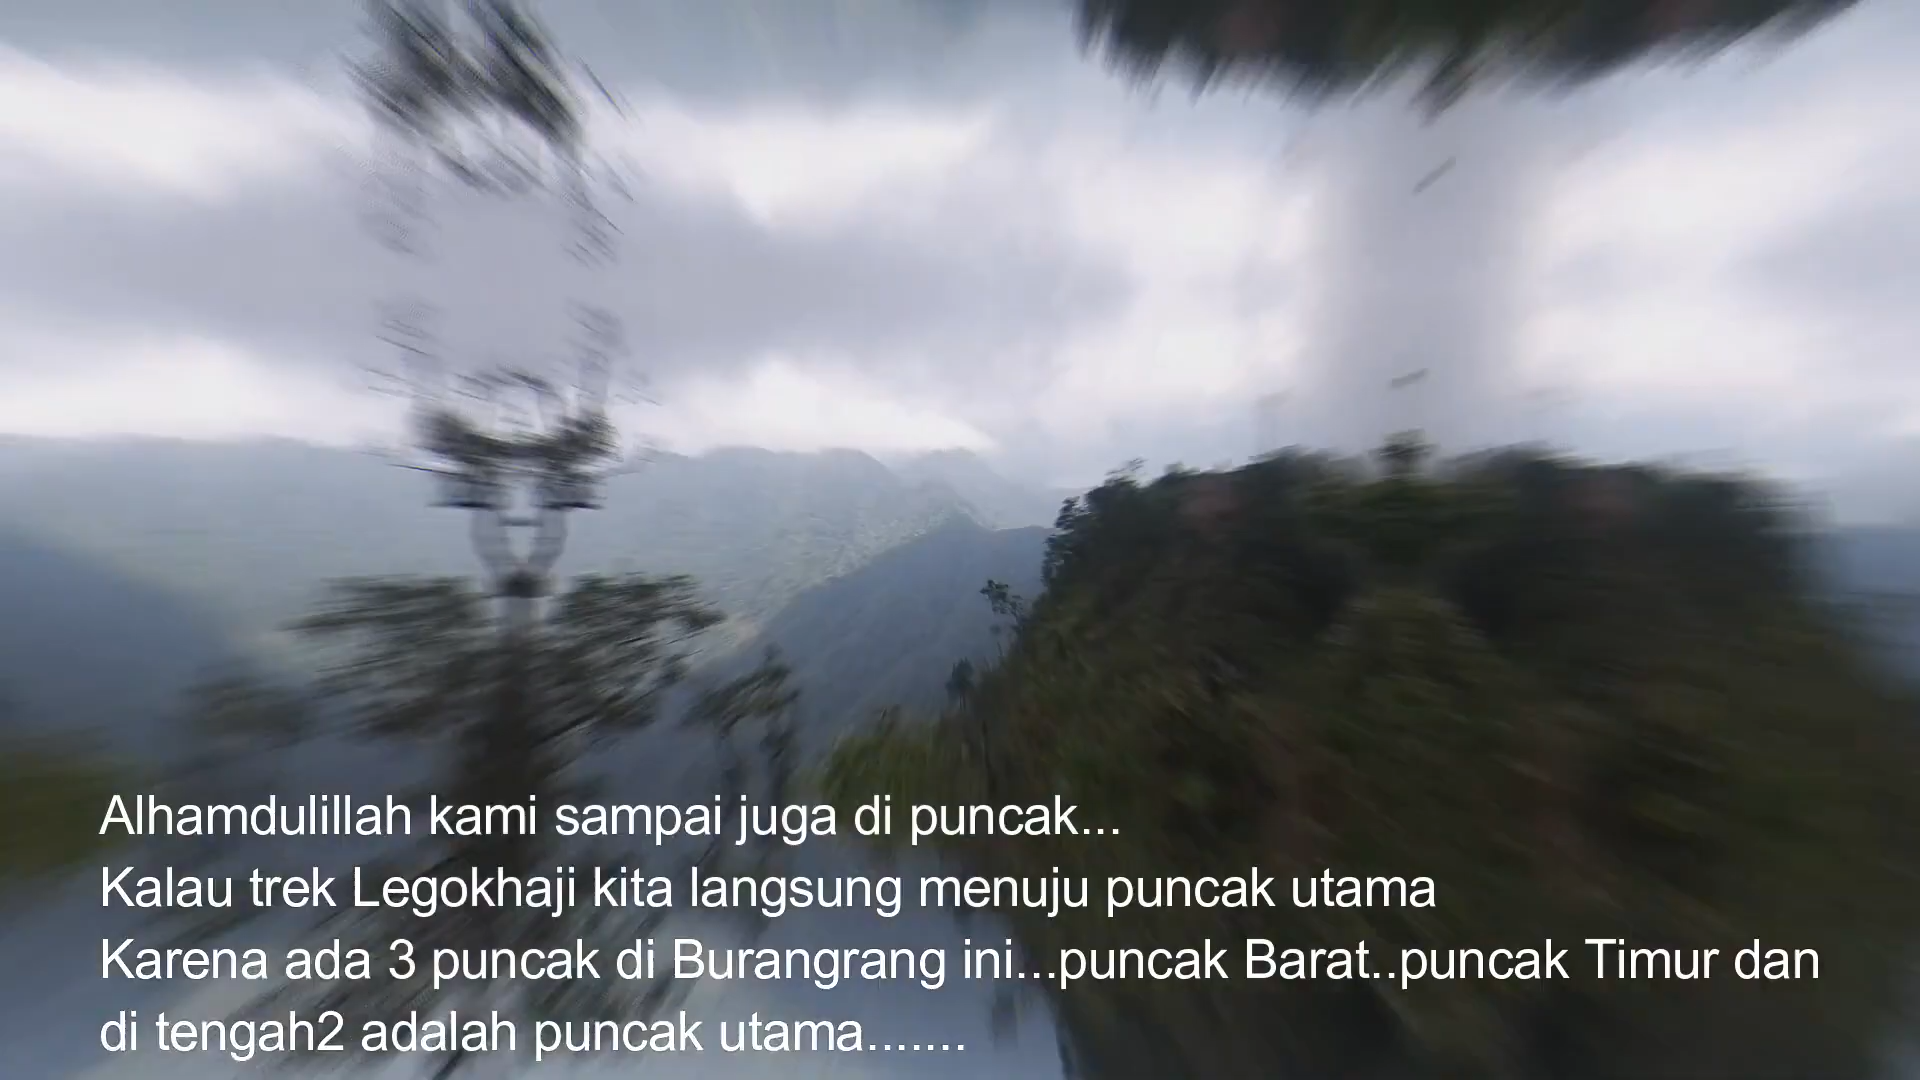 Alhamdulillah kami sampai juga di puncak...
Kalau trek Legokhaji kita langsung menuju puncak utama
Karena ada 3 puncak di Burangrang ini...puncak Barat..puncak Timur dan
di tengah2 adalah puncak utama.......